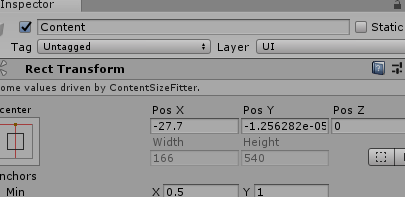 Inspector
Content Static
Tag Untagged Layer UI
Rect Transform
ome values driven by ContentSizeFitter.
center Pos X Pos Y Pos Z
-27.7 -1.256282e-05 0
Width Height
166 540
nchors
Min X 0.5 Y 1